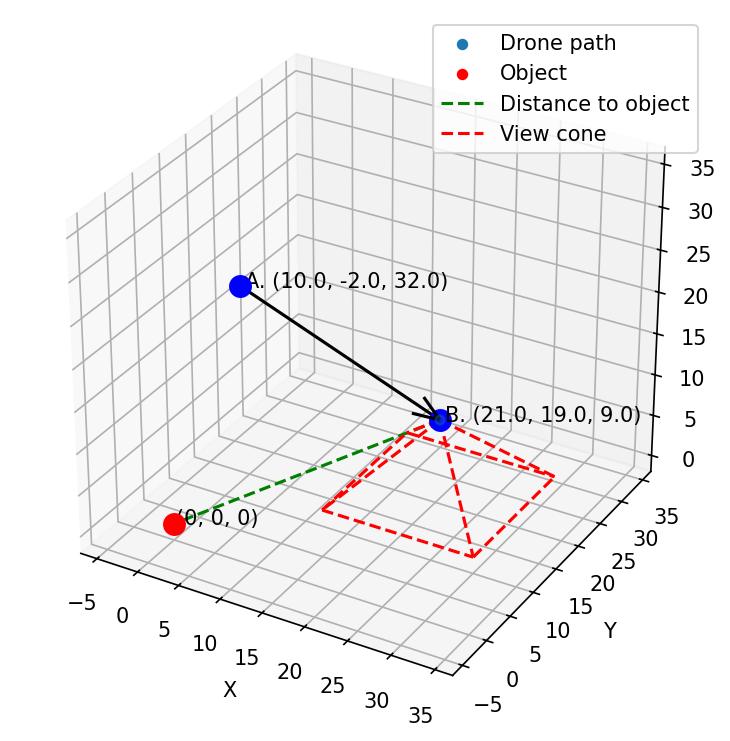 Drone path
Object
Distance to object
View cone
A. (10.0, -2.0, 32.0)
B. (21.0, 19.0, 9.0)
(0, 0, 0)
35
30
25
20
15
10
5
0
−5
0
5
10
15
20
25
30
35
X
35
30
25
20
15
10
5
0
−5
Y